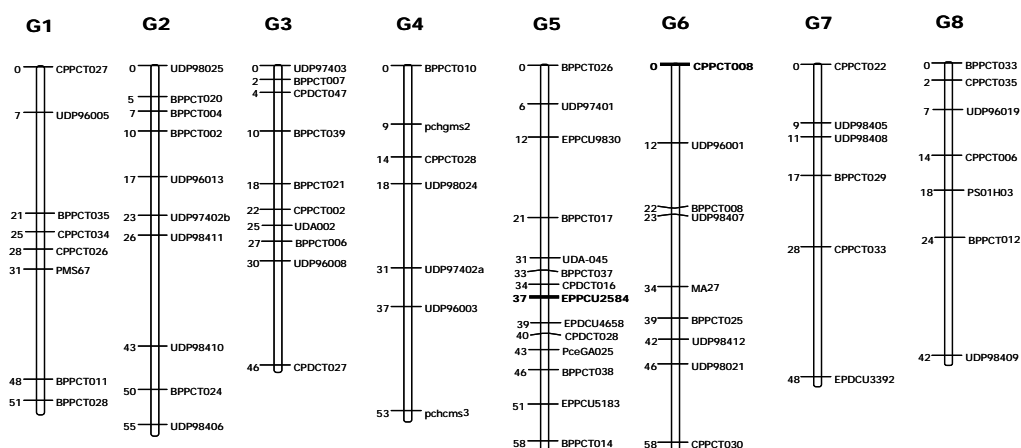 G1 G2 G3 G4 G5 G6 G7 G8
0 CPPCT027
7 UDP96005
21 BPPCT035
25 CPPCT034
28 CPPCT026
31 PMS67
48 BPPCT011
51 BPPCT028
0 UDP98025
5 BPPCT020
7 BPPCT004
10 BPPCT002
17 UDP96013
23 UDP97402b
26 UDP98411
43 UDP98410
50 BPPCT024
55 UDP98406
0 UDP97403
2 BPPCT007
4 CPDCT047
10 BPPCT039
18 BPPCT021
22 CPPCT002
25 UDA002
27 BPPCT006
30 UDP96008
46 CPDCT027
0 BPPCT010
9 pchgms2
14 CPPCT028
18 UDP98024
31 UDP97402a
37 UDP96003
53 pchcms3
0 BPPCT026
6 UDP97401
12 EPPCU9830
21 BPPCT017
31 UDA-045
33 BPPCT037
34 CPDCT016
37 EPPCU2584
39 EPDCU4658
40 CPDCT028
43 PceGA025
46 BPPCT038
51 EPPCU5183
58 BPPCT014
0 CPPCT008
12 UDP96001
22 BPPCT008
23 UDP98407
34 MA27
39 BPPCT025
42 UDP98412
46 UDP98021
58 CPPCT030
0 CPPCT022
9 UDP98405
11 UDP98408
17 BPPCT029
28 CPPCT033
48 EPDCU3392
0 BPPCT033
2 CPPCT035
7 UDP96019
14 CPPCT006
18 PS01H03
24 BPPCT012
42 UDP98409